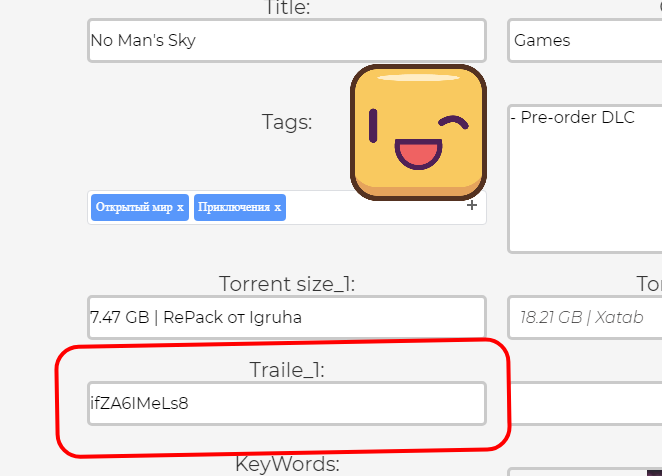 Title:
No Man's Sky
Games
Tags:
- Pre-order DLC
Открытый мир x
Приключения x
+
Torrent size_1:
7.47 GB | RePack от Igruha
18.21 GB | Xatab
Traile_1:
ifZA6IMeLs8
KeyWords: